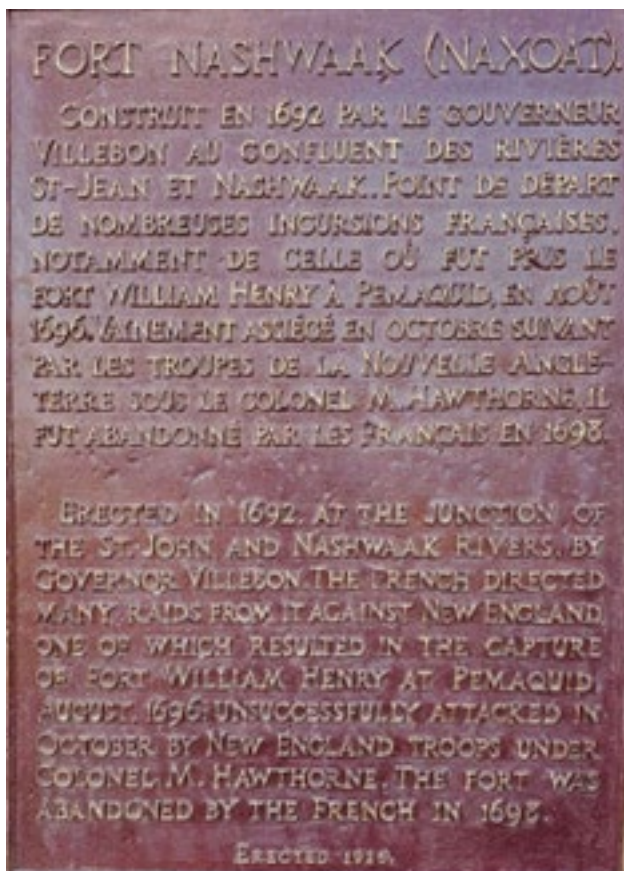 FORT NASHWAAK (NAXOAT).
CONSTRUIT EN 1692 PAR LE GOUVERNEUR
VILLEBON AU CONFLUENT DES RIVIÈRES
ST-JEAN ET NASHWAAK. POINT DE DÉPART
DE NOMBREUSES INCURSIONS FRANÇAISES,
NOTAMMENT DE CELLE OÙ FUT PRIS LE
FORT WILLIAM HENRY À PEMAQUID, EN AOÛT
1696. VAINEMENT ASSIÉGÉ EN OCTOBRE SUIVANT
PAR LES TROUPES DE LA NOUVELLE ANGLE-
TERRE SOUS LE COLONEL M. HAWTHORNE, IL
FUT ABANDONNÉ PAR LES FRANÇAIS EN 1698.
ERECTED IN 1692, AT THE JUNCTION OF
THE ST. JOHN AND NASHWAAK RIVERS, BY
GOVERNOR VILLEBON. THE FRENCH DIRECTED
MANY RAIDS FROM IT AGAINST NEW ENGLAND,
ONE OF WHICH RESULTED IN THE CAPTURE
OF FORT WILLIAM HENRY AT PEMAQUID,
AUGUST, 1696. UNSUCCESSFULLY ATTACKED IN
OCTOBER BY NEW ENGLAND TROOPS UNDER
COLONEL M. HAWTHORNE. THE FORT WAS
ABANDONED BY THE FRENCH IN 1698.
ERECTED 1926.